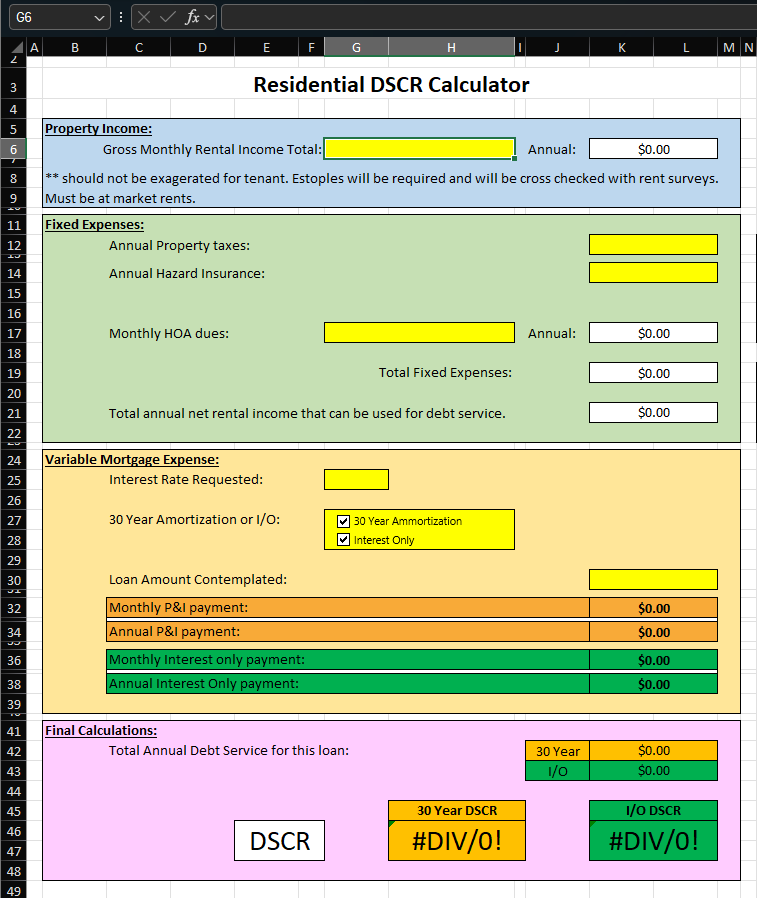 G6
fx
A B C D E F G H I J K L M N
2
3 Residential DSCR Calculator
4
5 Property Income:
6 Gross Monthly Rental Income Total: Annual: $0.00
7
8 ** should not be exagerated for tenant. Estoples will be required and will be cross checked with rent surveys.
9 Must be at market rents.
10
11 Fixed Expenses:
12 Annual Property taxes:
13
14 Annual Hazard Insurance:
15
16
17 Monthly HOA dues: Annual: $0.00
18
19 Total Fixed Expenses: $0.00
20
21 Total annual net rental income that can be used for debt service. $0.00
22
23
24 Variable Mortgage Expense:
25 Interest Rate Requested:
26
27 30 Year Amortization or I/O: 30 Year Ammortization
28 Interest Only
29
30 Loan Amount Contemplated:
31
32 Monthly P&I payment: $0.00
34 Annual P&I payment: $0.00
35
36 Monthly Interest only payment: $0.00
38 Annual Interest Only payment: $0.00
39
40
41 Final Calculations:
42 Total Annual Debt Service for this loan: 30 Year $0.00
43 I/O $0.00
44
45 30 Year DSCR I/O DSCR
46 DSCR #DIV/0! #DIV/0!
47
48
49